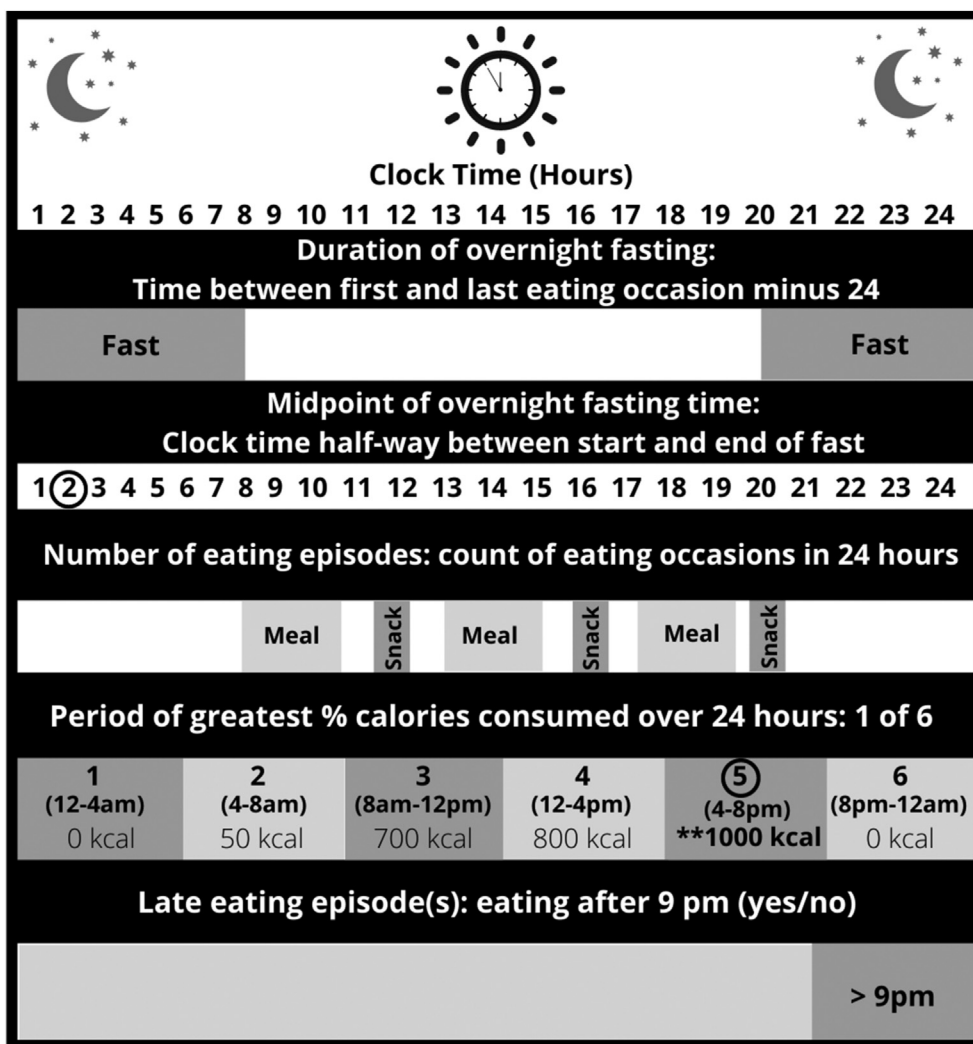 Clock Time (Hours)
1 2 3 4 5 6 7 8 9 10 11 12 13 14 15 16 17 18 19 20 21 22 23 24
Duration of overnight fasting:
Time between first and last eating occasion minus 24
Fast Fast
Midpoint of overnight fasting time:
Clock time half-way between start and end of fast
1 2 3 4 5 6 7 8 9 10 11 12 13 14 15 16 17 18 19 20 21 22 23 24
Number of eating episodes: count of eating occasions in 24 hours
Meal Snack Meal Snack Meal Snack
Period of greatest % calories consumed over 24 hours: 1 of 6
1 2 3 4 5 6
(12-4am) (4-8am) (8am-12pm) (12-4pm) (4-8pm) (8pm-12am)
0 kcal 50 kcal 700 kcal 800 kcal **1000 kcal 0 kcal
Late eating episode(s): eating after 9 pm (yes/no)
> 9pm